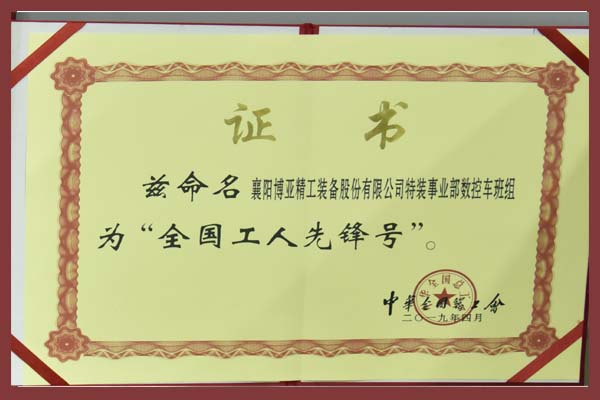 证书
兹命名 襄阳博亚精工装备股份有限公司特装事业部数控车班组
为“全国工人先锋号”。
中华全国总工会
二〇一九年四月